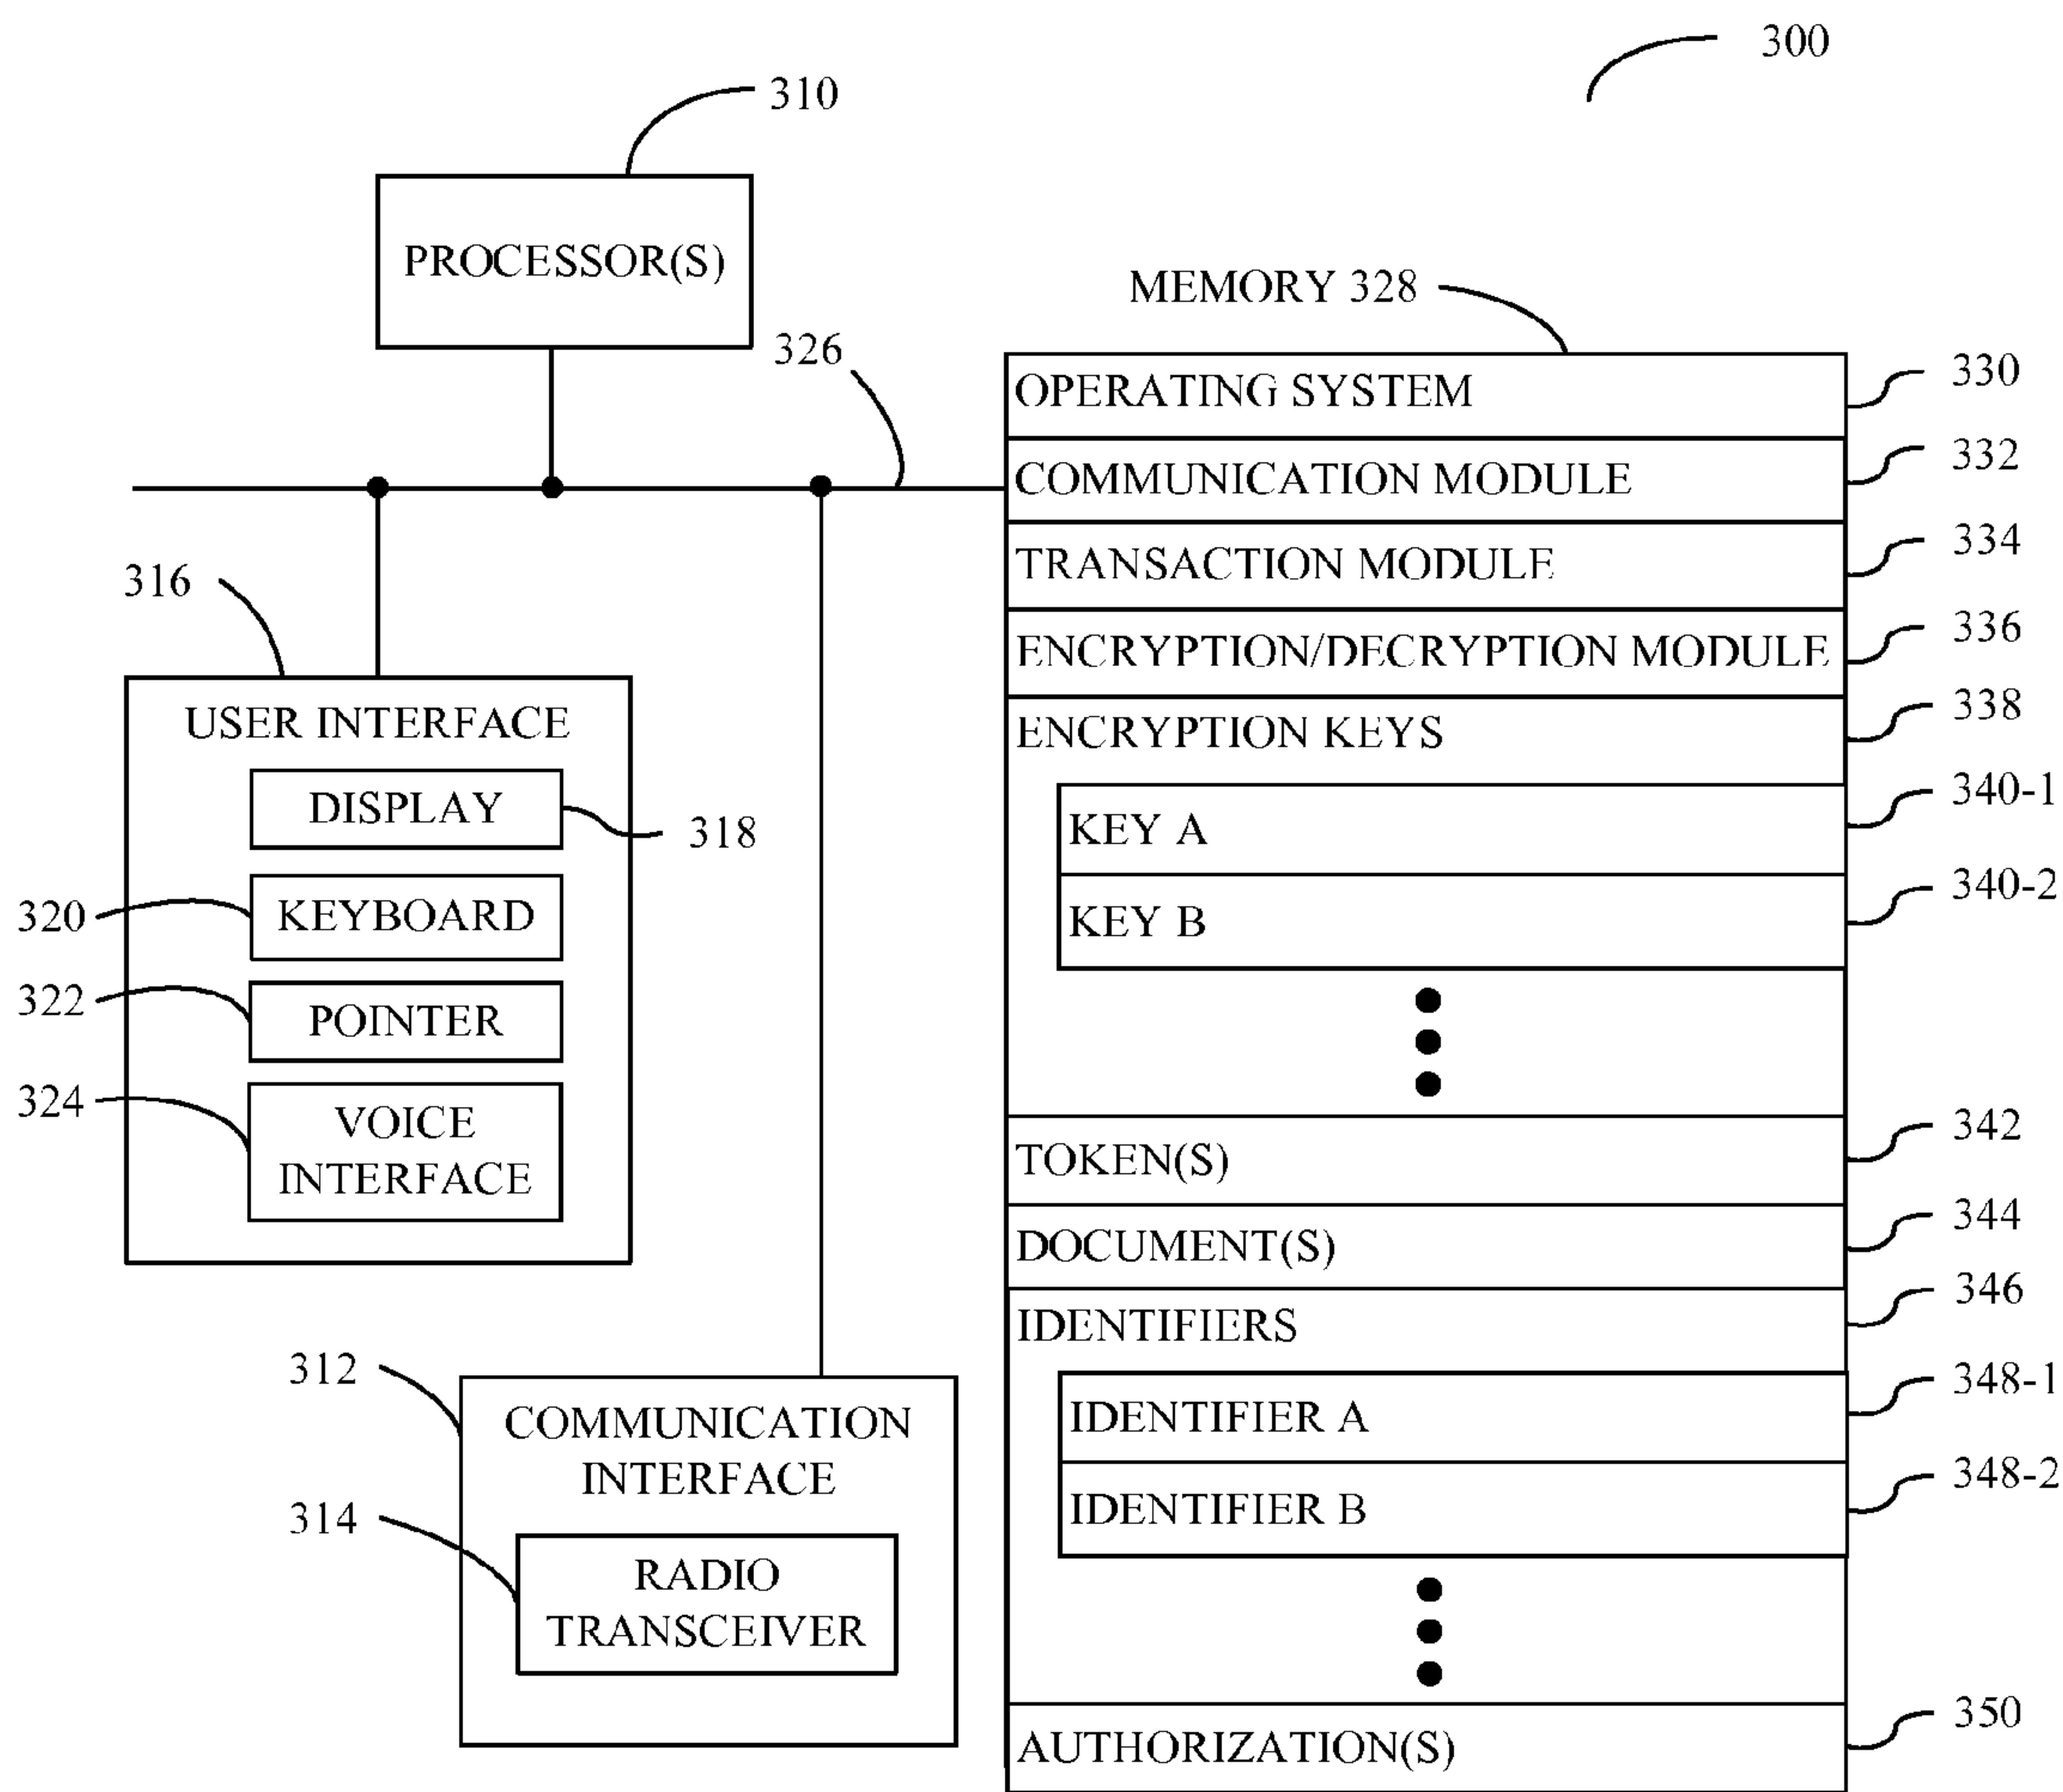 300
310
PROCESSOR(S)
MEMORY 328
326
OPERATING SYSTEM
330
COMMUNICATION MODULE
332
TRANSACTION MODULE
334
ENCRYPTION/DECRYPTION MODULE
336
ENCRYPTION KEYS
338
KEY A
340-1
KEY B
340-2
TOKEN(S)
342
DOCUMENT(S)
344
IDENTIFIERS
346
IDENTIFIER A
348-1
IDENTIFIER B
348-2
AUTHORIZATION(S)
350
316
USER INTERFACE
DISPLAY
318
320
KEYBOARD
322
POINTER
324
VOICE
INTERFACE
312
COMMUNICATION
INTERFACE
314
RADIO
TRANSCEIVER